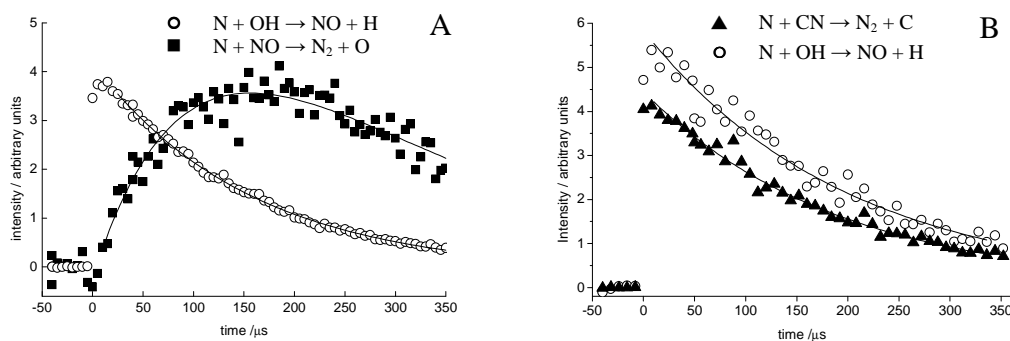 A
N + OH → NO + H
N + NO → N₂ + O
intensity / arbitrary units
5
4
3
2
1
0
-50 0 50 100 150 200 250 300 350
time /μs
B
N + CN → N₂ + C
N + OH → NO + H
Intensity / arbitrary units
6
5
4
3
2
1
0
-50 0 50 100 150 200 250 300 350
time /μs